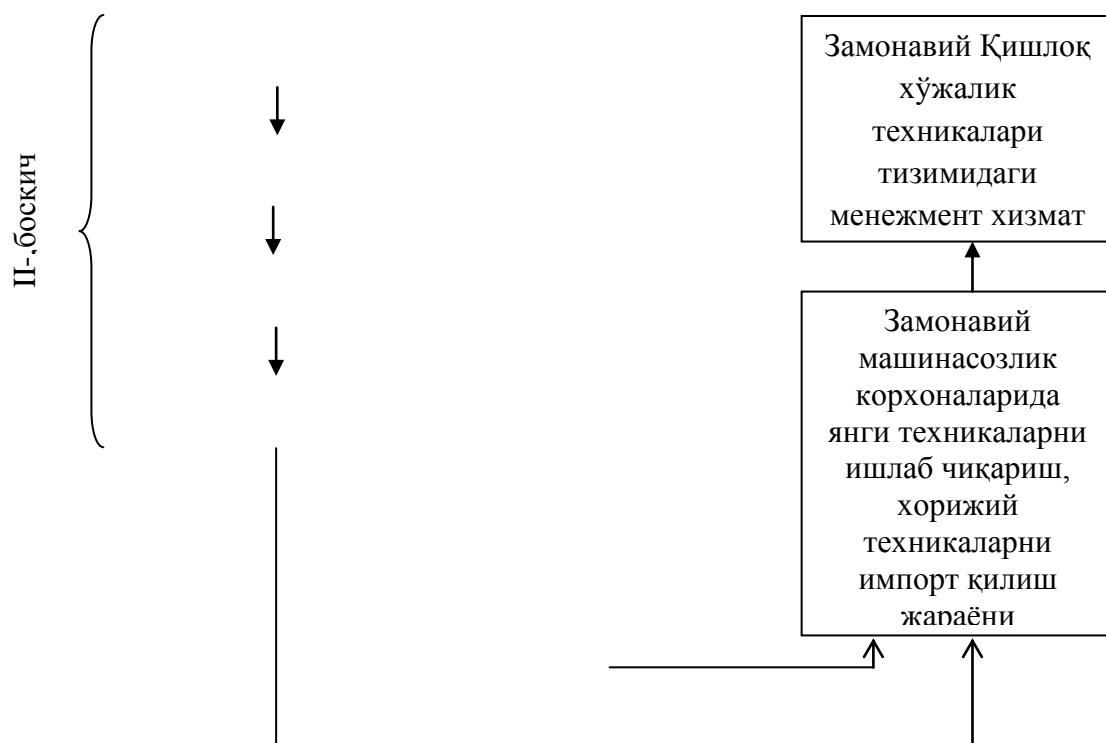 II-.боскич
Замонавий Қишлоқ
хўжалик
техникалари
тизимидаги
менежмент хизмат
Замонавий
машинасозлик
корхоналарида
янги техникаларни
ишлаб чиқариш,
хорижий
техникаларни
импорт қилиш
жараёни